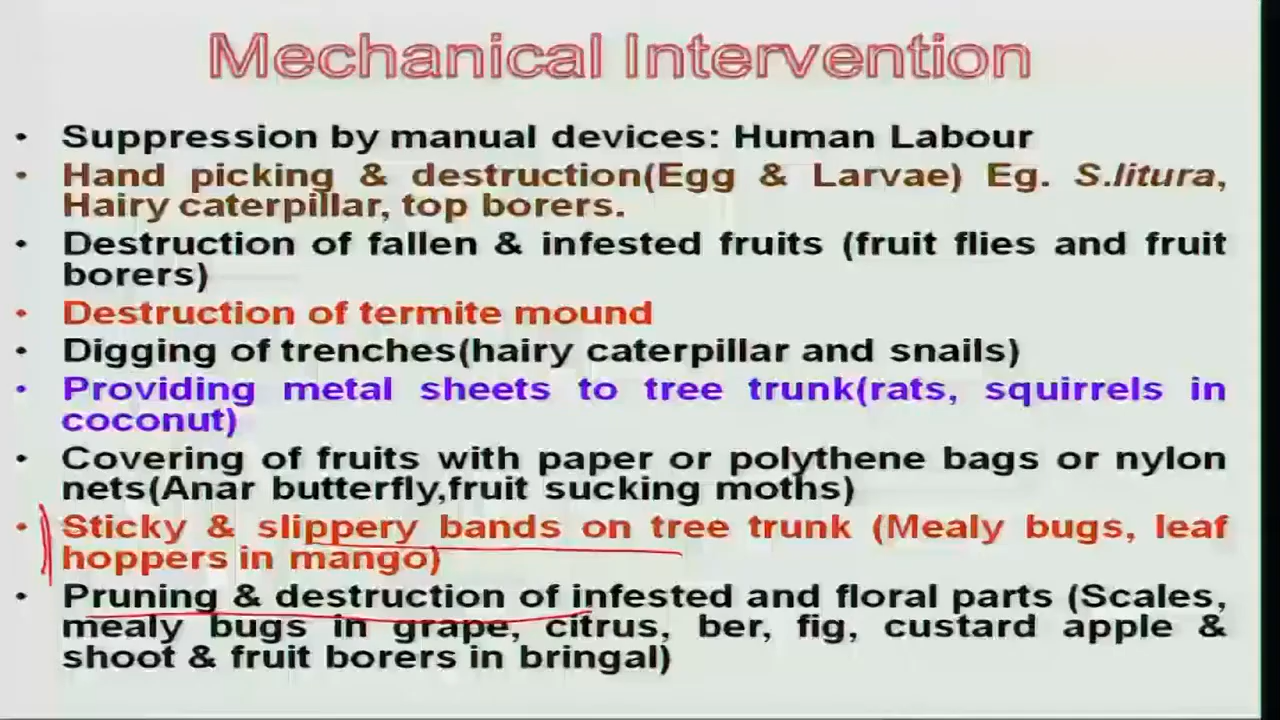 Mechanical Intervention
• Suppression by manual devices: Human Labour
• Hand picking & destruction(Egg & Larvae) Eg. S.litura,
Hairy caterpillar, top borers.
• Destruction of fallen & infested fruits (fruit flies and fruit
borers)
• Destruction of termite mound
• Digging of trenches(hairy caterpillar and snails)
• Providing metal sheets to tree trunk(rats, squirrels in
coconut)
• Covering of fruits with paper or polythene bags or nylon
nets(Anar butterfly,fruit sucking moths)
• Sticky & slippery bands on tree trunk (Mealy bugs, leaf
hoppers in mango)
• Pruning & destruction of infested and floral parts (Scales,
mealy bugs in grape, citrus, ber, fig, custard apple &
shoot & fruit borers in bringal)